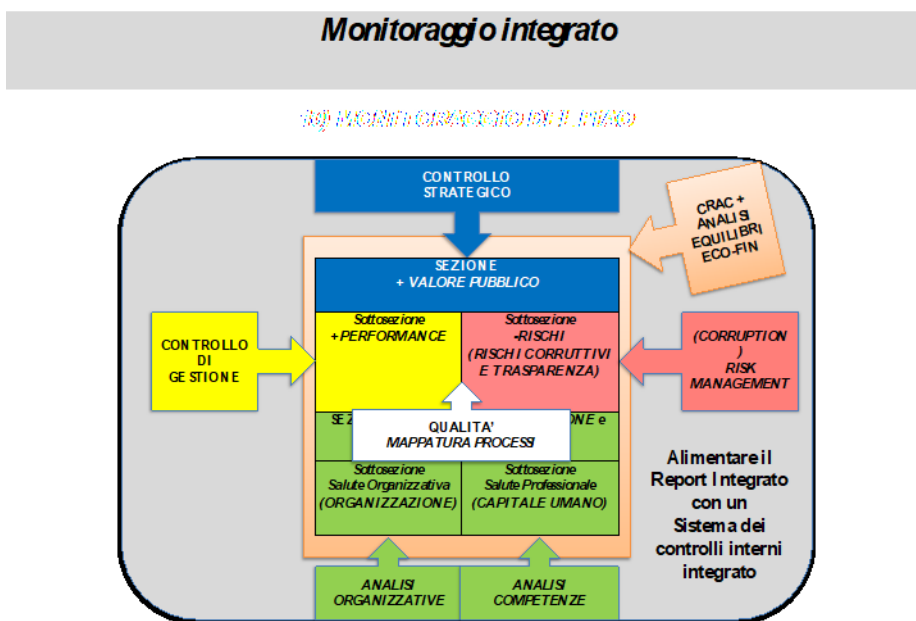 Monitoraggio integrato
CONTROLLO
STRATEGICO
CRAC +
ANALISI
EQUILIBRI
ECO-FIN
SEZIONE
+ VALORE PUBBLICO
Sottosezione
+PERFORMANCE
Sottosezione
-RISCHI
(RISCHI CORRUTTIVI
E TRASPARENZA)
CONTROLLO
DI
GESTIONE
(CORRUPTION
)
RISK
MANAGEMENT
QUALITA'
MAPPATURA PROCESSI
Sottosezione
Salute Organizzativa
(ORGANIZZAZIONE)
Sottosezione
Salute Professionale
(CAPITALE UMANO)
Alimentare il
Report Integrato
con un
Sistema dei
controlli interni
integrato
ANALISI
ORGANIZZATIVE
ANALISI
COMPETENZE